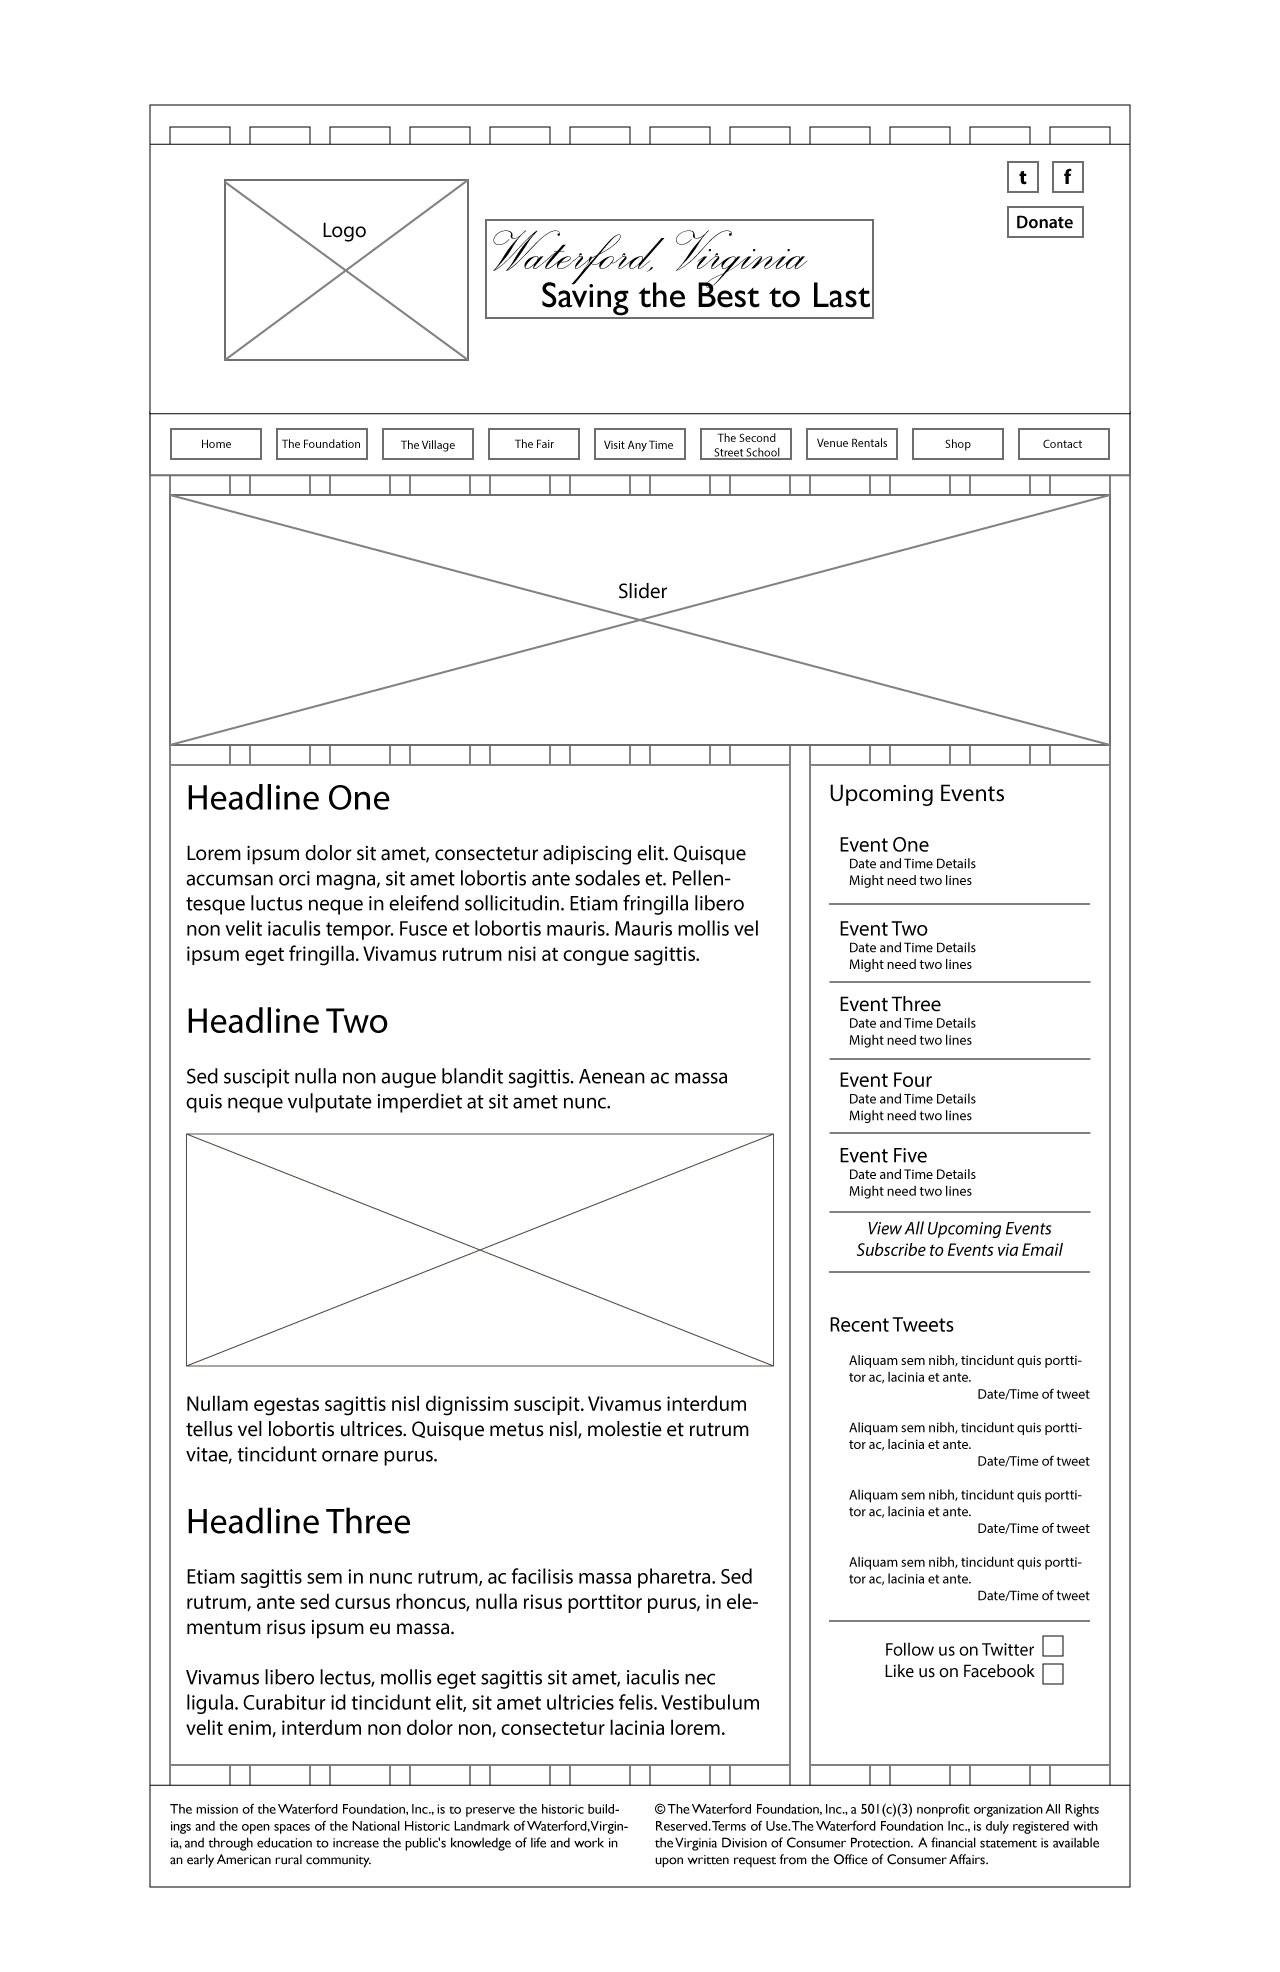 t
f
Donate
Logo
Waterford, Virginia
Saving the Best to Last
Home
The Foundation
The Village
The Fair
Visit Any Time
The Second
Street School
Venue Rentals
Shop
Contact
Slider
Headline One
Lorem ipsum dolor sit amet, consectetur adipiscing elit. Quisque
accumsan orci magna, sit amet lobortis ante sodales et. Pellen-
tesque luctus neque in eleifend sollicitudin. Etiam fringilla libero
non velit iaculis tempor. Fusce et lobortis mauris. Mauris mollis vel
ipsum eget fringilla. Vivamus rutrum nisi at congue sagittis.
Headline Two
Sed suscipit nulla non augue blandit sagittis. Aenean ac massa
quis neque vulputate imperdiet at sit amet nunc.
Nullam egestas sagittis nisl dignissim suscipit. Vivamus interdum
tellus vel lobortis ultrices. Quisque metus nisl, molestie et rutrum
vitae, tincidunt ornare purus.
Headline Three
Etiam sagittis sem in nunc rutrum, ac facilisis massa pharetra. Sed
rutrum, ante sed cursus rhoncus, nulla risus porttitor purus, in ele-
mentum risus ipsum eu massa.
Vivamus libero lectus, mollis eget sagittis sit amet, iaculis nec
ligula. Curabitur id tincidunt elit, sit amet ultricies felis. Vestibulum
velit enim, interdum non dolor non, consectetur lacinia lorem.
Upcoming Events
Event One
Date and Time Details
Might need two lines
Event Two
Date and Time Details
Might need two lines
Event Three
Date and Time Details
Might need two lines
Event Four
Date and Time Details
Might need two lines
Event Five
Date and Time Details
Might need two lines
View All Upcoming Events
Subscribe to Events via Email
Recent Tweets
Aliquam sem nibh, tincidunt quis portti-
tor ac, lacinia et ante.
Date/Time of tweet
Aliquam sem nibh, tincidunt quis portti-
tor ac, lacinia et ante.
Date/Time of tweet
Aliquam sem nibh, tincidunt quis portti-
tor ac, lacinia et ante.
Date/Time of tweet
Aliquam sem nibh, tincidunt quis portti-
tor ac, lacinia et ante.
Date/Time of tweet
Follow us on Twitter
Like us on Facebook
The mission of the Waterford Foundation, Inc., is to preserve the historic build-
ings and the open spaces of the National Historic Landmark of Waterford, Virgin-
ia, and through education to increase the public's knowledge of life and work in
an early American rural community.
© The Waterford Foundation, Inc., a 501(c)(3) nonprofit organization All Rights
Reserved. Terms of Use. The Waterford Foundation Inc., is duly registered with
the Virginia Division of Consumer Protection. A financial statement is available
upon written request from the Office of Consumer Affairs.